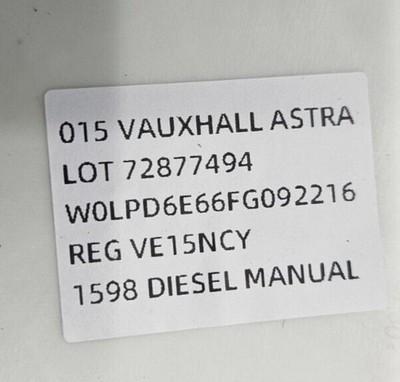 015 VAUXHALL ASTRA
LOT 72877494
W0LPD6E66FG092216
REG VE15NCY
1598 DIESEL MANUAL